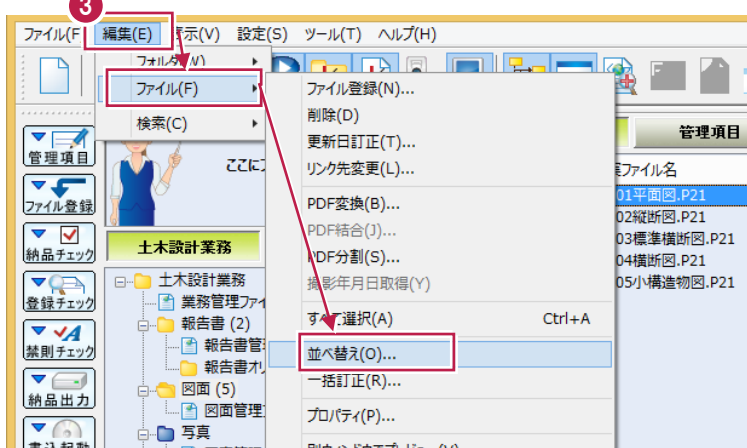 3
ファイル(F 編集(E) 表示(V) 設定(S) ツール(T) ヘルプ(H)
フォルダ(V)
ファイル(F)
検索(C)
ファイル登録(N)...
削除(D)
更新日訂正(T)...
リンク先変更(L)...
PDF変換(B)...
PDF結合(J)...
PDF分割(S)...
撮影年月日取得(Y)
すべて選択(A) Ctrl+A
並べ替え(O)...
一括訂正(R)...
プロパティ(P)...
管理項目
ファイル登録
納品チェック
登録チェック
禁則チェック
納品出力
ここに
土木設計業務
土木設計業務
業務管理ファイ
報告書 (2)
報告書管
報告書オリ
図面 (5)
図面管理
写真
管理項目
ファイル名
01平面図.P21
02縦断図.P21
03標準横断図.P21
04横断図.P21
05小構造物図.P21